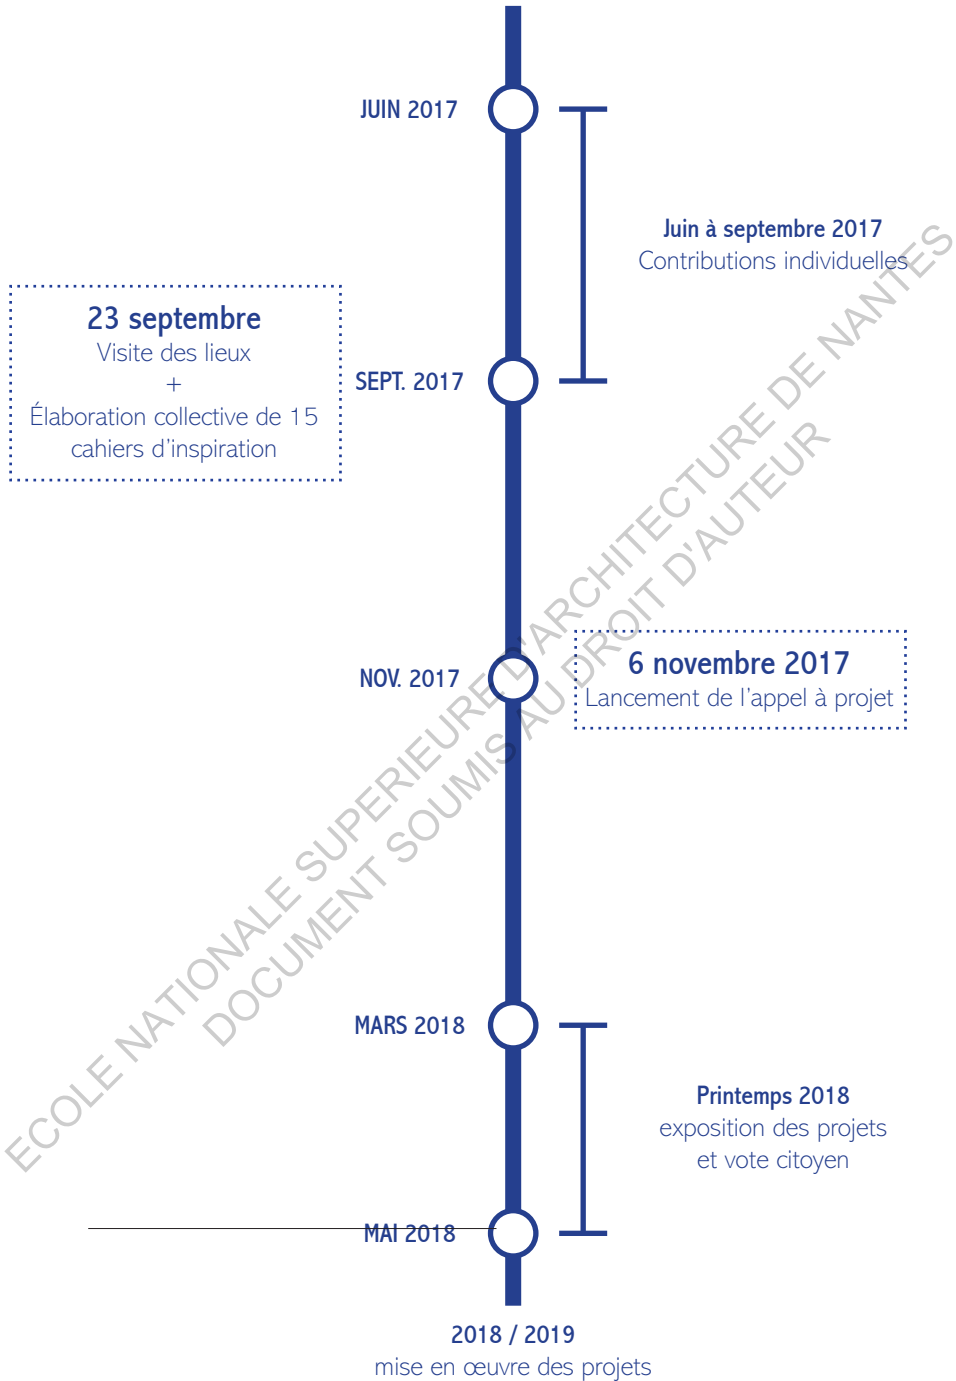 JUIN 2017
Juin à septembre 2017
Contributions individuelles
23 septembre
Visite des lieux
+
Élaboration collective de 15
cahiers d'inspiration
SEPT. 2017
NOV. 2017
6 novembre 2017
Lancement de l'appel à projet
MARS 2018
Printemps 2018
exposition des projets
et vote citoyen
MAI 2018
2018 / 2019
mise en œuvre des projets
ECOLE NATIONALE SUPERIEURE D'ARCHITECTURE DE NANTES
DOCUMENT SOUMIS AU DROIT D'AUTEUR